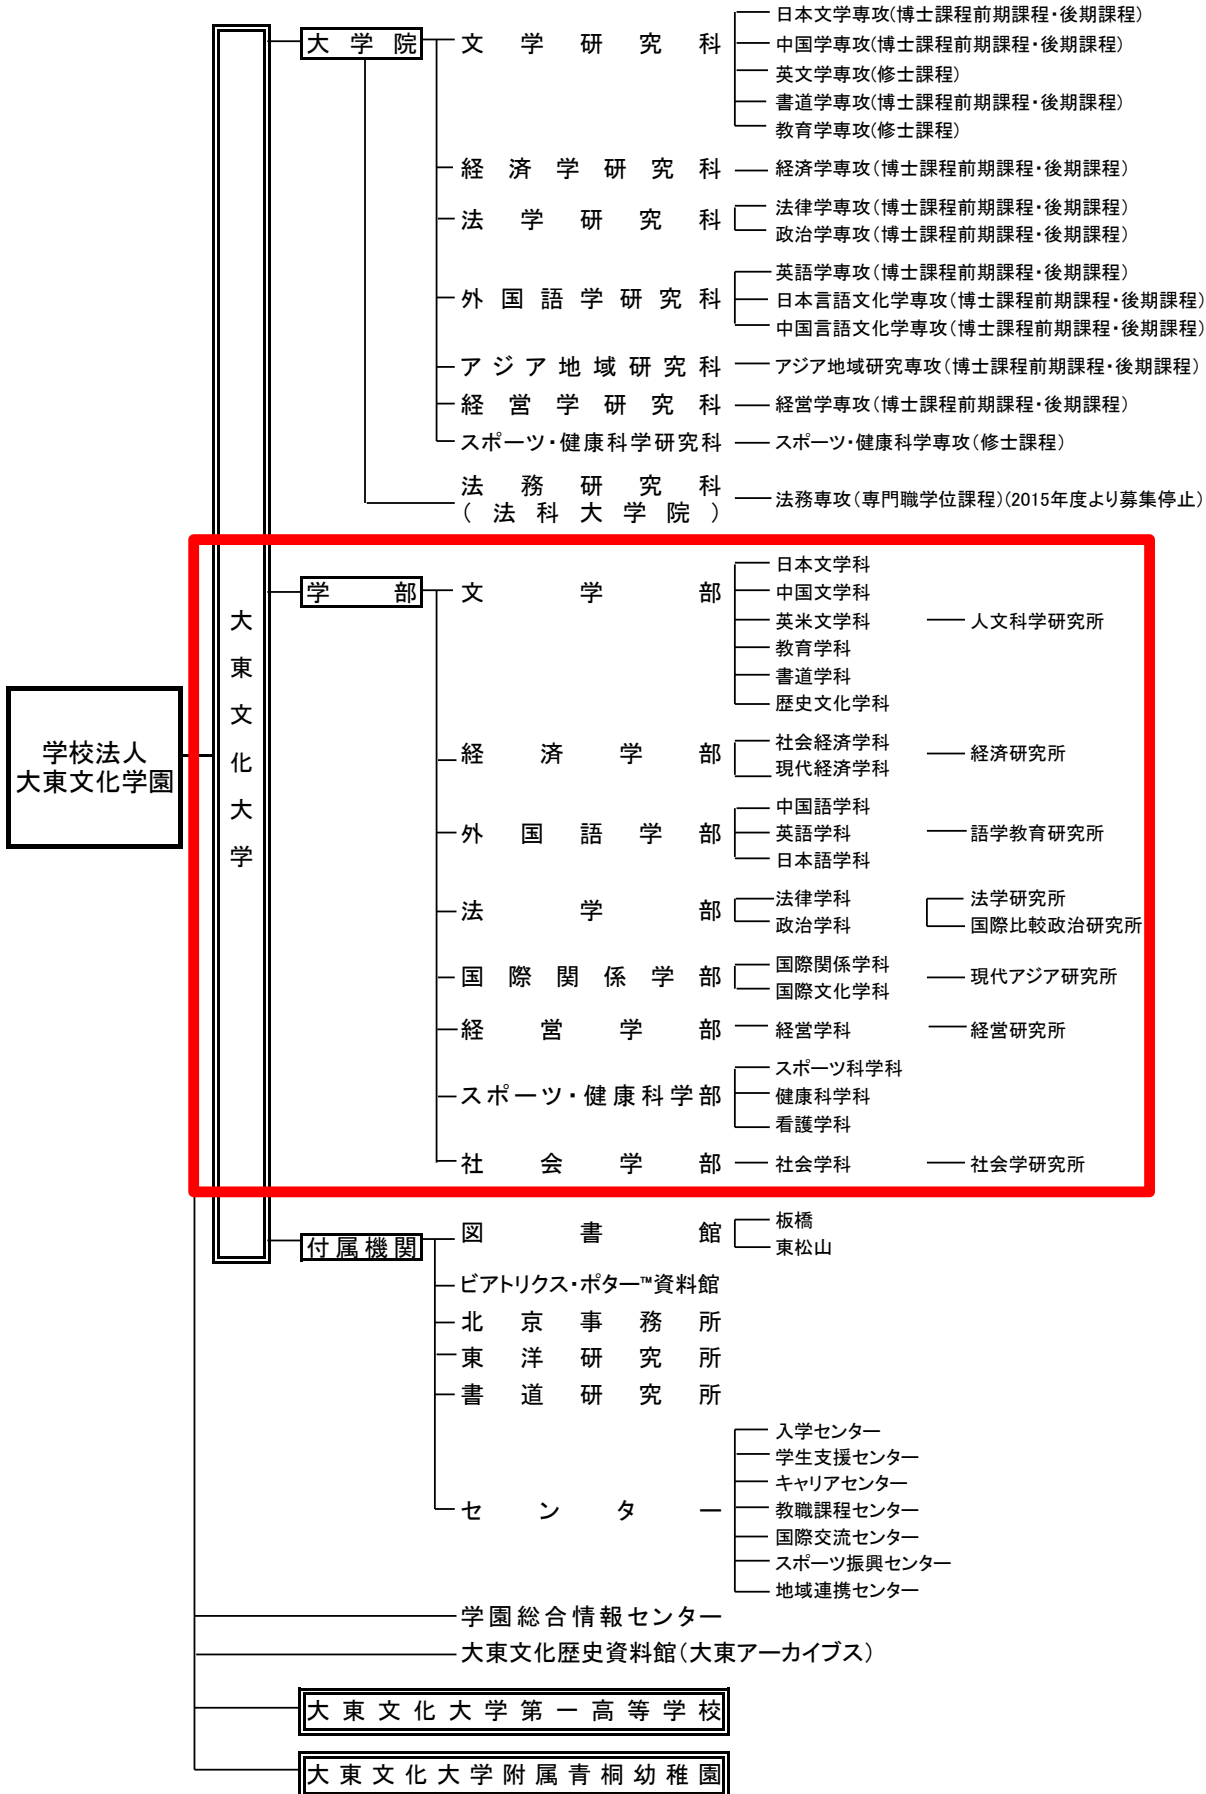 学校法人
大東文化学園
大東文化大学
大学院
文学研究科
日本文学専攻(博士課程前期課程・後期課程)
中国学専攻(博士課程前期課程・後期課程)
英文学専攻(修士課程)
書道学専攻(博士課程前期課程・後期課程)
教育学専攻(修士課程)
経済学研究科
経済学専攻(博士課程前期課程・後期課程)
法学研究科
法律学専攻(博士課程前期課程・後期課程)
政治学専攻(博士課程前期課程・後期課程)
外国語学研究科
英語学専攻(博士課程前期課程・後期課程)
日本言語文化学専攻(博士課程前期課程・後期課程)
中国言語文化学専攻(博士課程前期課程・後期課程)
アジア地域研究科
アジア地域研究専攻(博士課程前期課程・後期課程)
経営学研究科
経営学専攻(博士課程前期課程・後期課程)
スポーツ・健康科学研究科
スポーツ・健康科学専攻(修士課程)
法務研究科
(法科大学院)
法務専攻(専門職学位課程)(2015年度より募集停止)
学部
文学部
日本文学科
中国文学科
英米文学科
教育学科
書道学科
歴史文化学科
人文科学研究所
経済学部
社会経済学科
現代経済学科
経済研究所
外国語学部
中国語学科
英語学科
日本語学科
語学教育研究所
法学部
法律学科
政治学科
法学研究所
国際比較政治研究所
国際関係学部
国際関係学科
国際文化学科
現代アジア研究所
経営学部
経営学科
経営研究所
スポーツ・健康科学部
スポーツ科学科
健康科学科
看護学科
社会学部
社会学科
社会学研究所
付属機関
図書館
板橋
東松山
ビアトリクス・ポター™資料館
北京事務所
東洋研究所
書道研究所
センター
入学センター
学生支援センター
キャリアセンター
教職課程センター
国際交流センター
スポーツ振興センター
地域連携センター
学園総合情報センター
大東文化歴史資料館(大東アーカイブス)
大東文化大学第一高等学校
大東文化大学附属青桐幼稚園